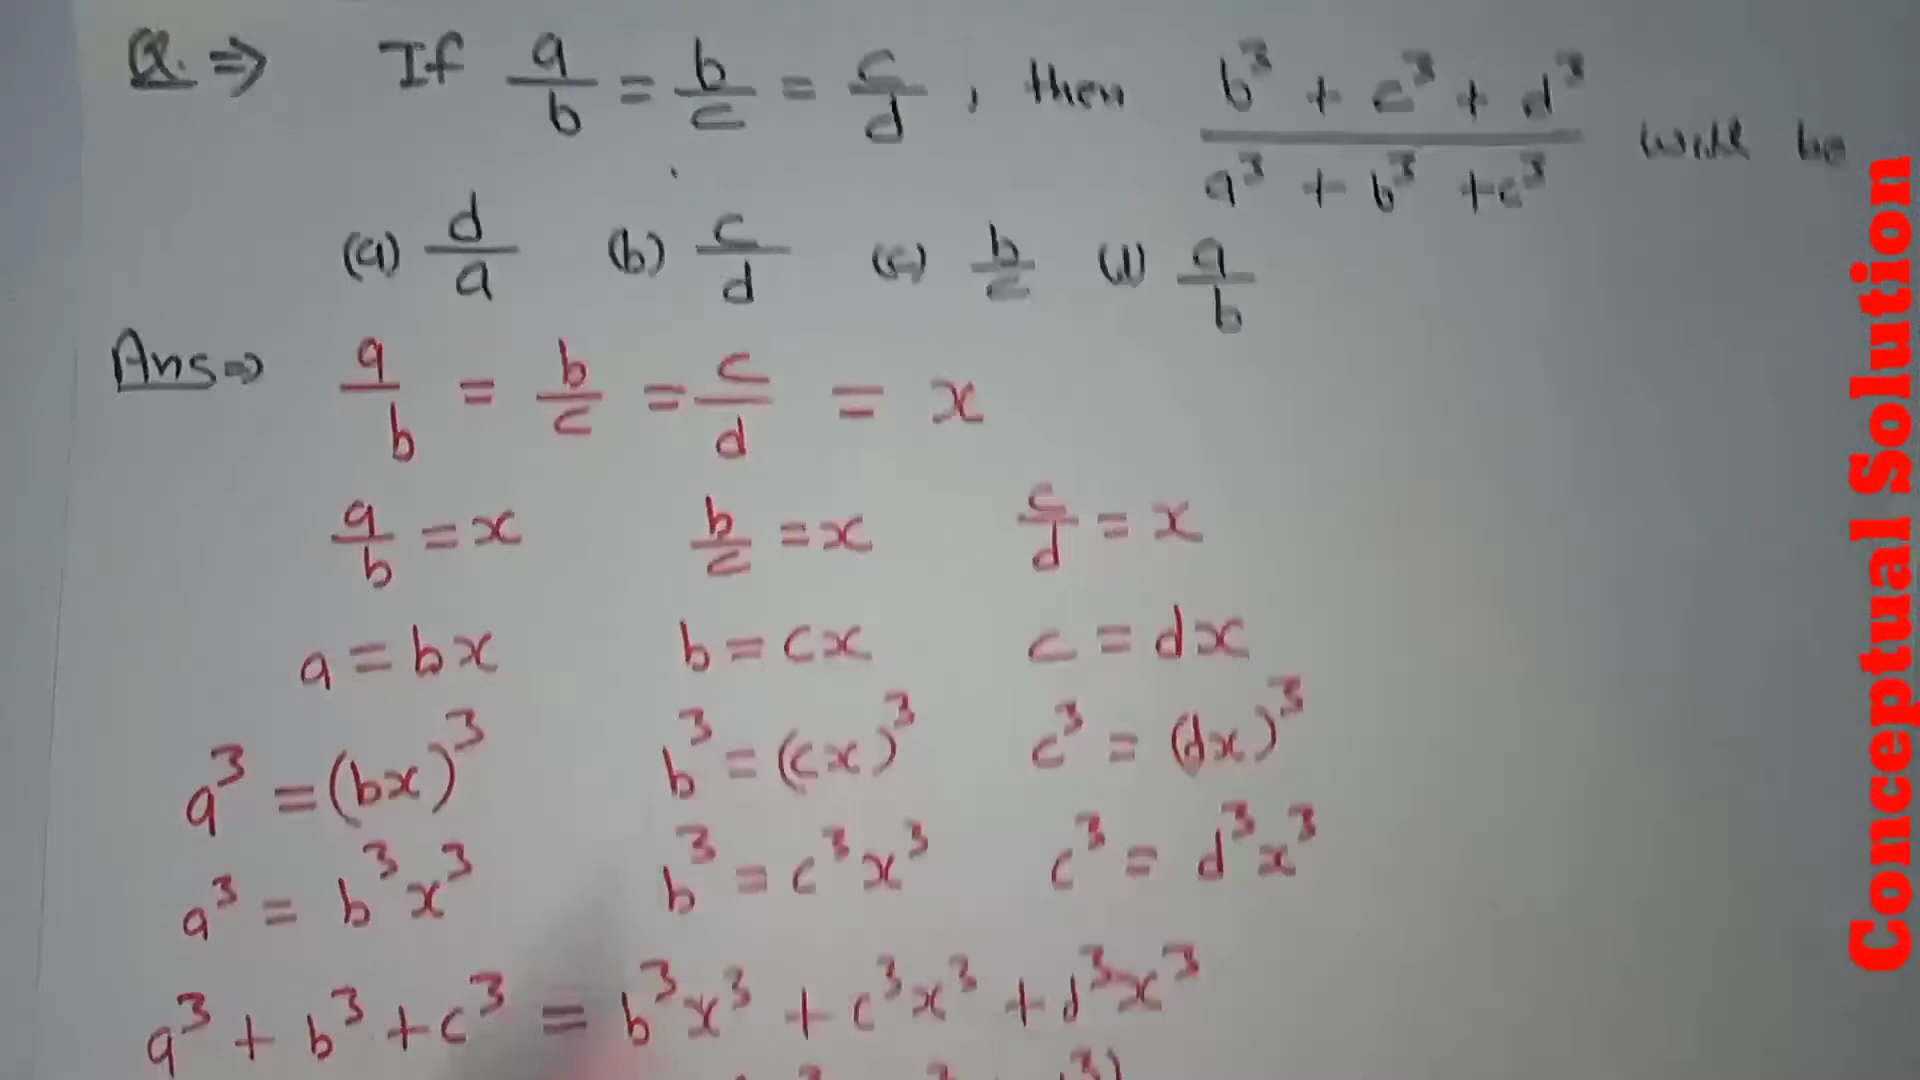 Q. ⇒ If a/b = b/c = c/d, then (b³ + c³ + d³)/(a³ + b³ + c³) will be
(a) d/a (b) c/d (c) b/c (d) a/b
Ans ⇒ a/b = b/c = c/d = x
a/b = x b/c = x c/d = x
a = bx b = cx c = dx
a³ = (bx)³ b³ = (cx)³ c³ = (dx)³
a³ = b³x³ b³ = c³x³ c³ = d³x³
a³ + b³ + c³ = b³x³ + c³x³ + d³x³
Conceptual Solution